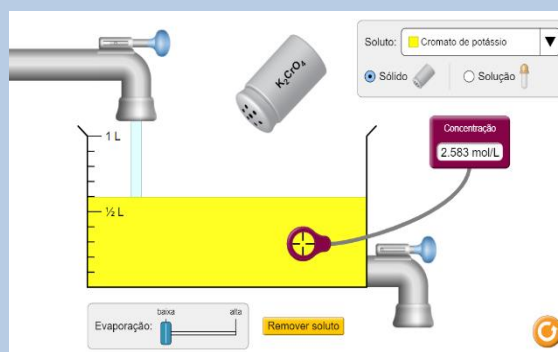 Soluto: Cromato de potássio
Sólido Solução
K₂CrO₄
Concentração
2.583 mol/L
1 L
½ L
baixa alta
Evaporação:
Remover soluto